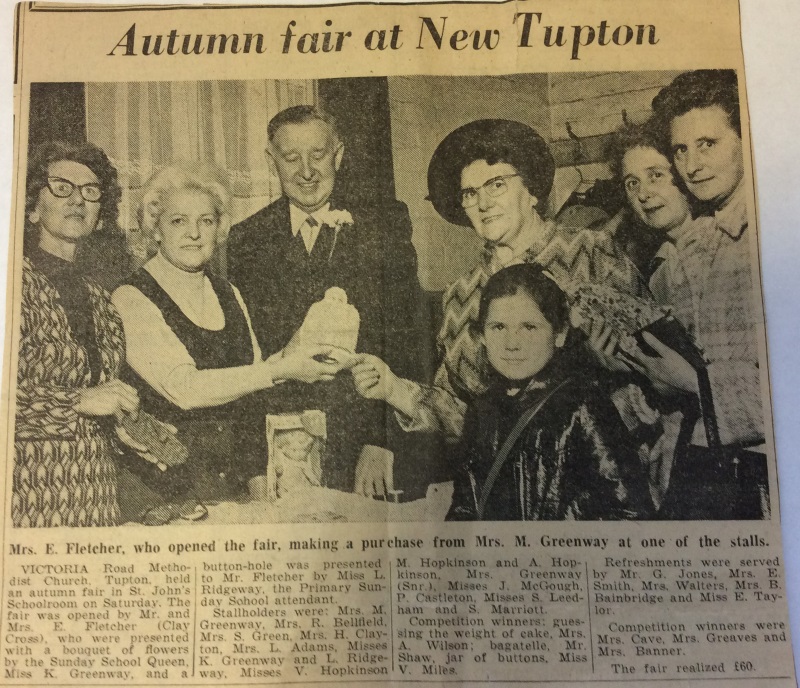 Autumn fair at New Tupton
Mrs. E. Fletcher, who opened the fair, making a purchase from Mrs. M. Greenway at one of the stalls.
VICTORIA Road Metho-
dist Church, Tupton, held
an autumn fair in St. John's
Schoolroom on Saturday. The
fair was opened by Mr. and
Mrs. E. Fletcher (Clay
Cross), who were presented
with a bouquet of flowers
by the Sunday School Queen,
Miss K. Greenway, and a
button-hole was presented
to Mr. Fletcher by Miss L.
Ridgeway, the Primary Sun-
day School attendant.
Stallholders were: Mrs. M.
Greenway, Mrs. R. Bellfield,
Mrs. S. Green, Mrs. H. Clay-
ton, Mrs. L. Adams, Misses
K. Greenway and L. Ridge-
way, Misses V. Hopkinson
M. Hopkinson and A. Hop-
kinson, Mrs. Greenway
(Snr.), Misses J. McGough,
P. Castleton, Misses S. Leed-
ham and S. Marriott.
Competition winners: gues-
sing the weight of cake, Mrs.
A. Wilson; bagatelle, Mr.
Shaw, jar of buttons, Miss
V. Miles.
Refreshments were served
by Mr. G. Jones, Mrs. E.
Smith, Mrs. Walters, Mrs. B.
Bainbridge and Miss E. Tay-
lor.
Competition winners were
Mrs. Cave, Mrs. Greaves and
Mrs. Banner.
The fair realized £60.